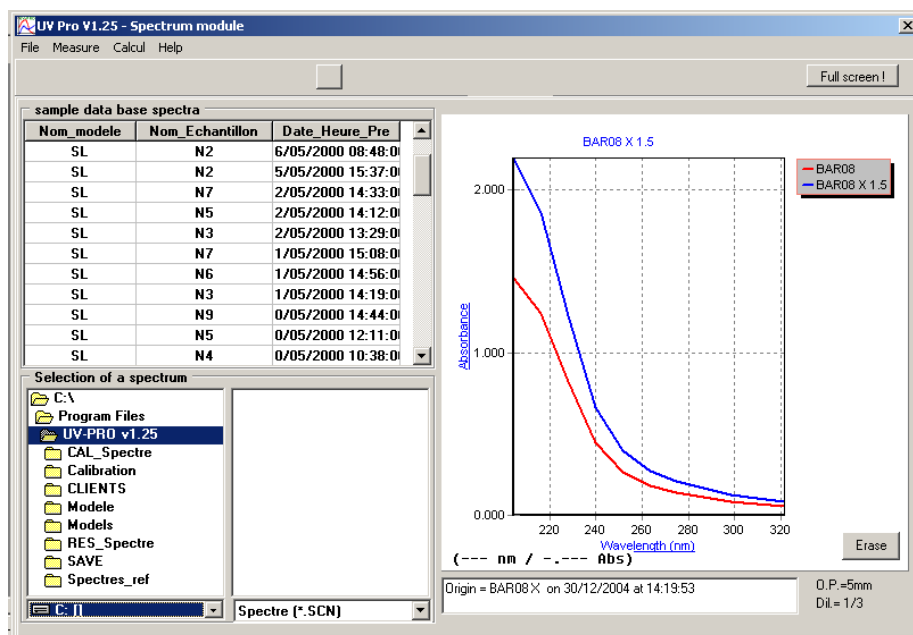 UV Pro V1.25 - Spectrum module
File Measure Calcul Help
Full screen !
sample data base spectra
Nom_modele Nom_Echantillon Date_Heure_Pre
SL N2 6/05/2000 08:48:0
SL N2 5/05/2000 15:37:0
SL N7 2/05/2000 14:33:0
SL N5 2/05/2000 14:12:0
SL N3 2/05/2000 13:29:0
SL N7 1/05/2000 15:08:0
SL N6 1/05/2000 14:56:0
SL N3 1/05/2000 14:19:0
SL N9 0/05/2000 14:44:0
SL N5 0/05/2000 12:11:0
SL N4 0/05/2000 10:38:0
Selection of a spectrum
C:\
Program Files
UV-PRO v1.25
CAL_Spectre
Calibration
CLIENTS
Modele
Models
RES_Spectre
SAVE
Spectres_ref
C: []
Spectre (*.SCN)
BAR08 X 1.5
BAR08
BAR08 X 1.5
2.000
1.000
0.000
Absorbance
220 240 260 280 300 320
Wavelength (nm)
(--- nm / -.--- Abs)
Erase
Origin = BAR08 X on 30/12/2004 at 14:19:53
O.P.=5mm
Dil.= 1/3